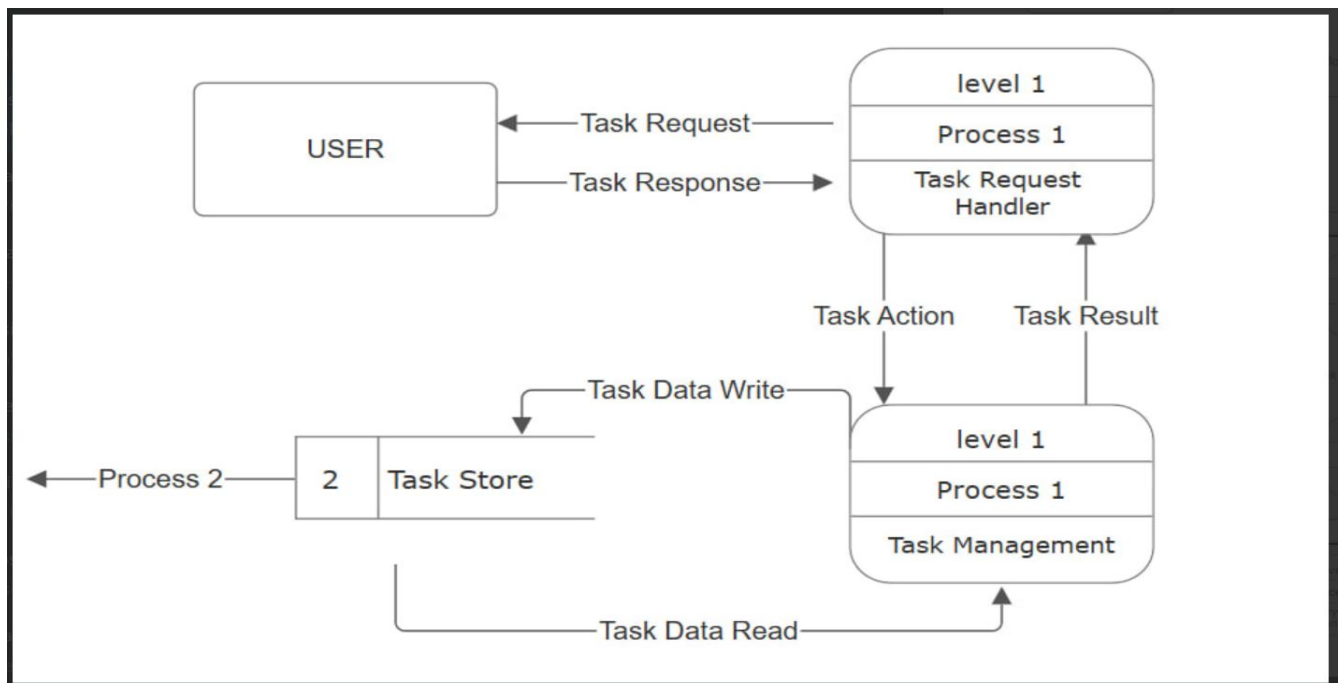 level 1
Task Request
Process 1
USER
Task Response
Task Request
Handler
Task Action
Task Result
Task Data Write
level 1
Process 2
2
Task Store
Process 1
Task Management
Task Data Read